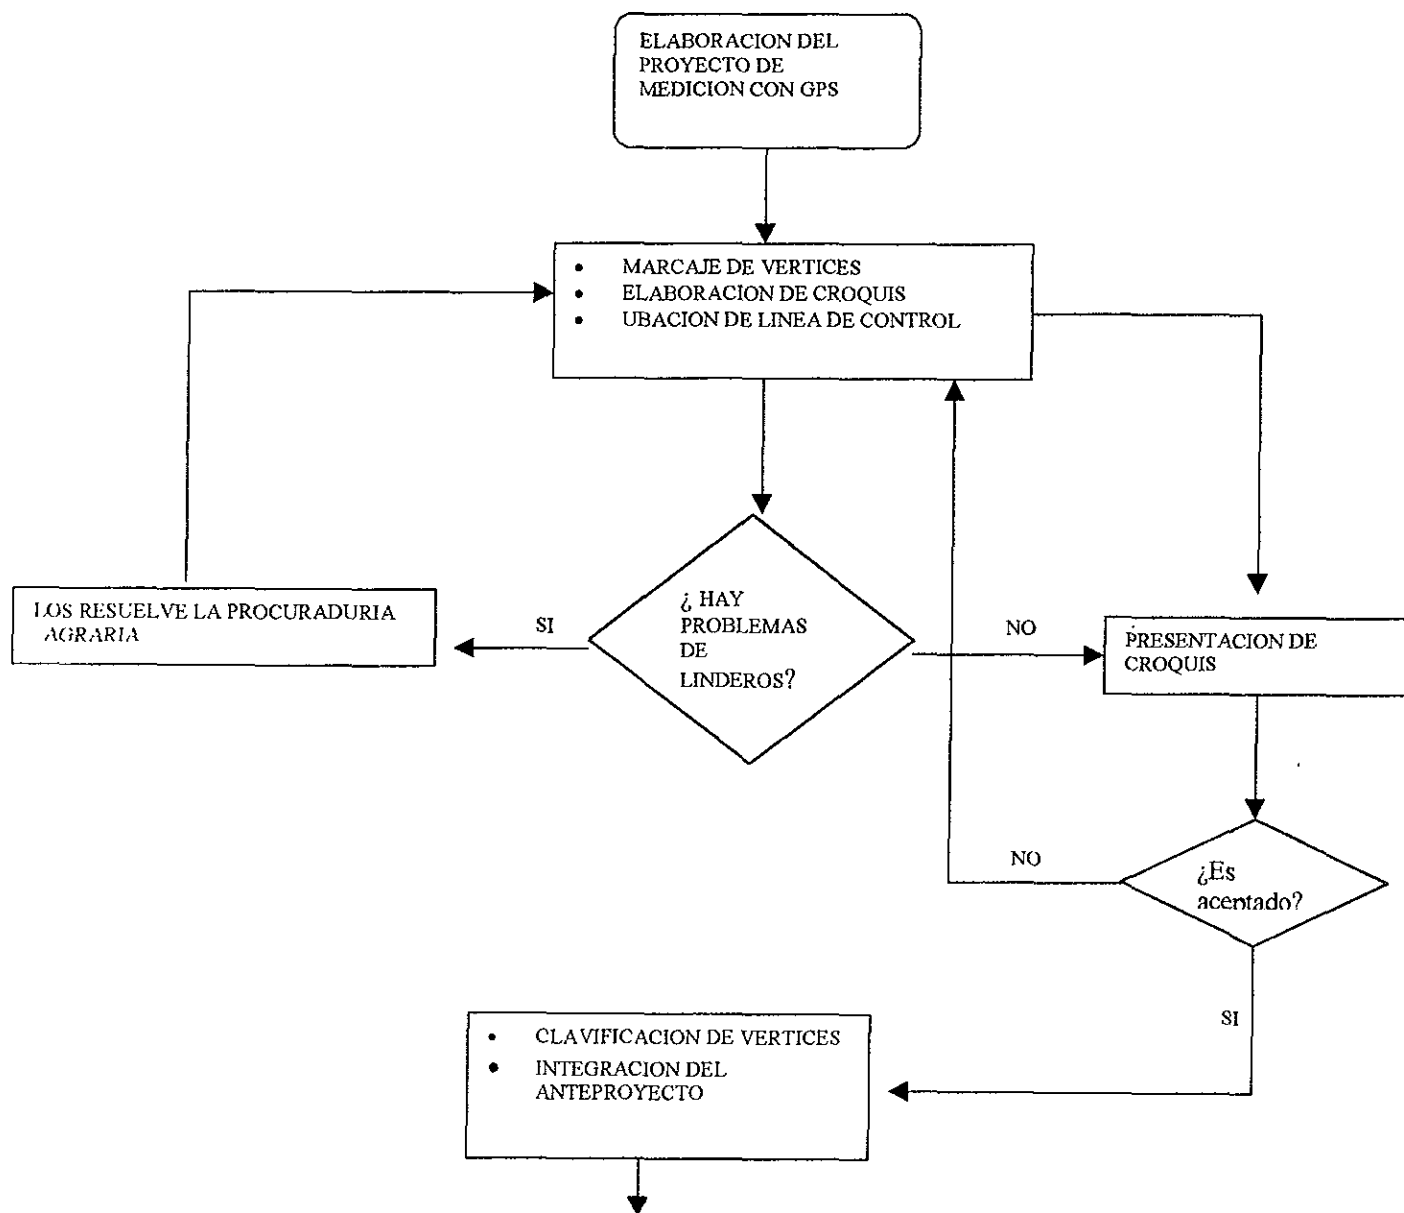 ELABORACION DEL
PROYECTO DE
MEDICION CON GPS
• MARCAJE DE VERTICES
• ELABORACION DE CROQUIS
• UBACION DE LINEA DE CONTROL
LOS RESUELVE LA PROCURADURIA
AGRARIA
SI
¿ HAY
PROBLEMAS
DE
LINDEROS?
NO
PRESENTACION DE
CROQUIS
NO
¿Es
aceptado?
SI
• CLAVIFICACION DE VERTICES
• INTEGRACION DEL
ANTEPROYECTO